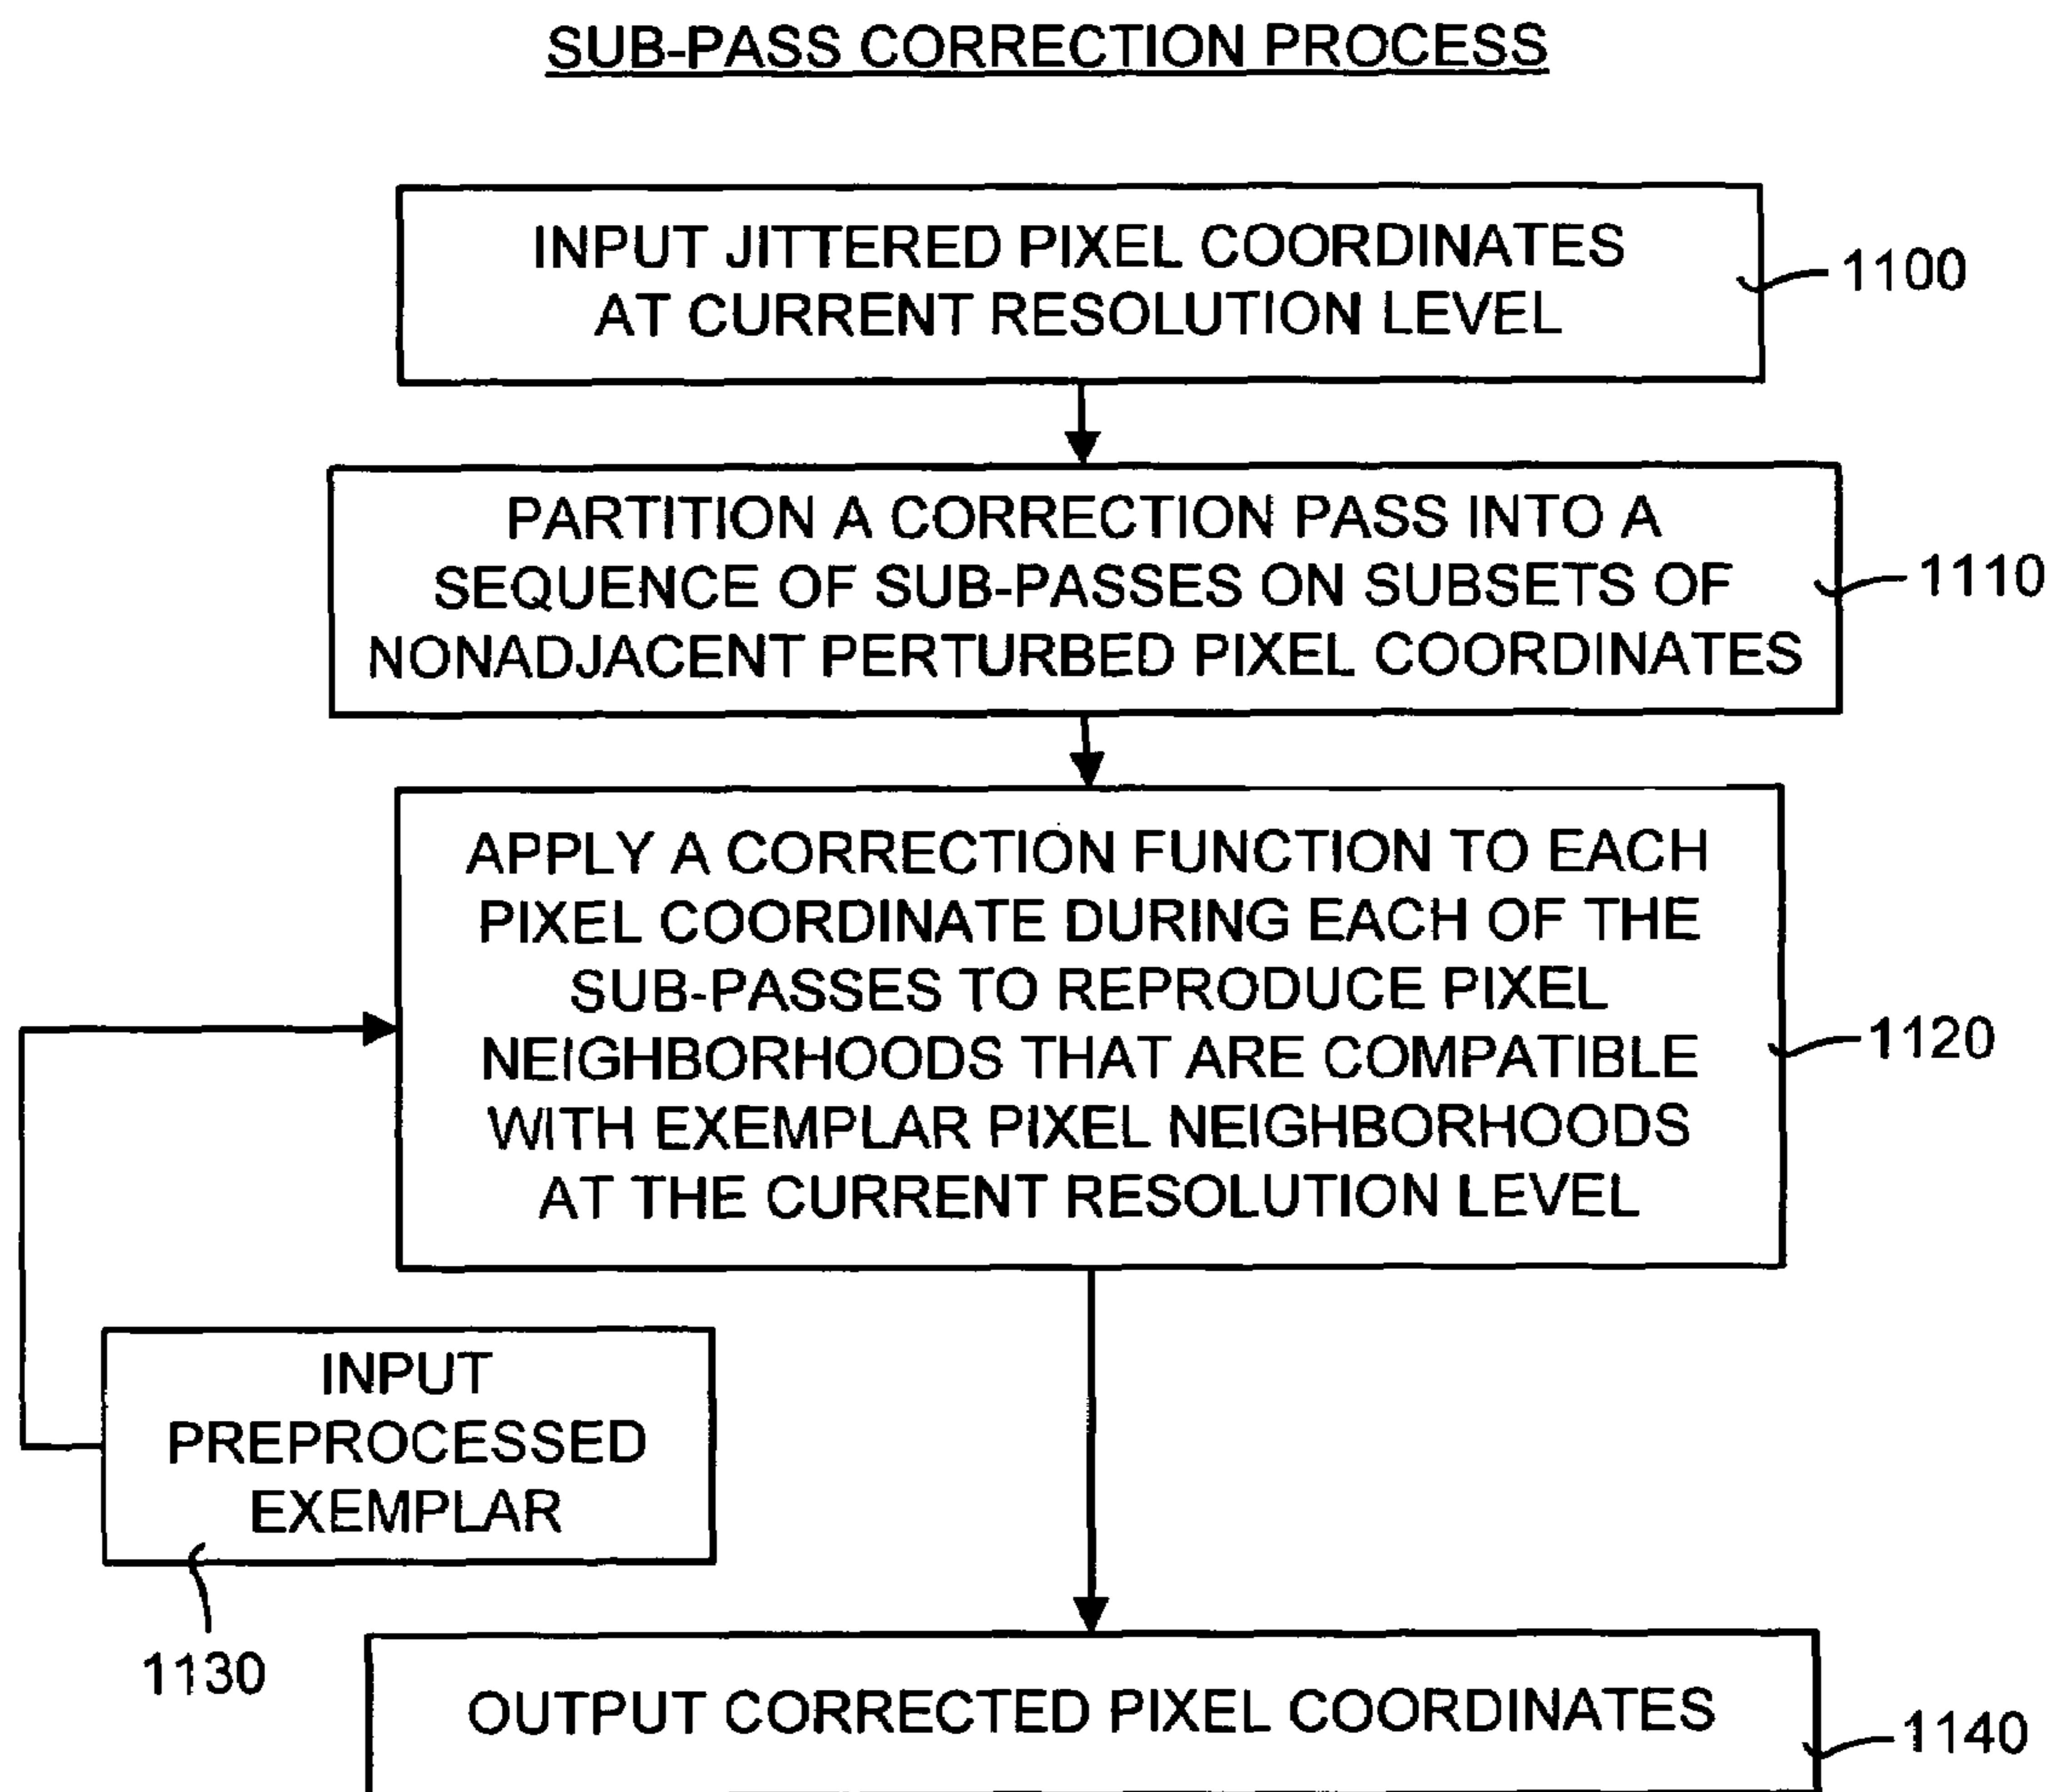 SUB-PASS CORRECTION PROCESS
INPUT JITTERED PIXEL COORDINATES
AT CURRENT RESOLUTION LEVEL
1100
PARTITION A CORRECTION PASS INTO A
SEQUENCE OF SUB-PASSES ON SUBSETS OF
NONADJACENT PERTURBED PIXEL COORDINATES
1110
APPLY A CORRECTION FUNCTION TO EACH
PIXEL COORDINATE DURING EACH OF THE
SUB-PASSES TO REPRODUCE PIXEL
NEIGHBORHOODS THAT ARE COMPATIBLE
WITH EXEMPLAR PIXEL NEIGHBORHOODS
AT THE CURRENT RESOLUTION LEVEL
1120
INPUT
PREPROCESSED
EXEMPLAR
1130
OUTPUT CORRECTED PIXEL COORDINATES
1140